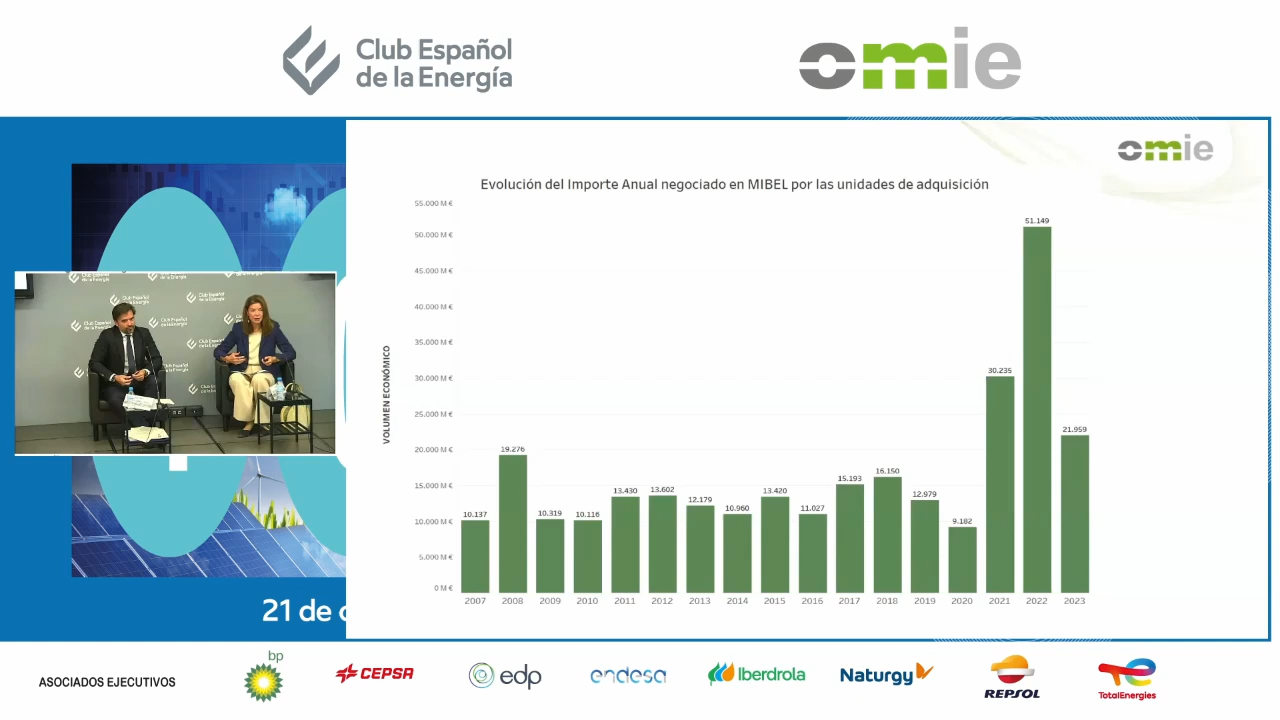 Club Español
de la Energía
omie
omie
Evolución del Importe Anual negociado en MIBEL por las unidades de adquisición
VOLUMEN ECONÓMICO
55.000 M €
50.000 M €
45.000 M €
40.000 M €
35.000 M €
30.000 M €
25.000 M €
20.000 M €
15.000 M €
10.000 M €
5.000 M €
0 M €
10.137
19.276
10.319
10.116
13.430
13.602
12.179
10.960
13.420
11.027
15.193
16.150
12.979
9.182
30.235
51.149
21.959
2007 2008 2009 2010 2011 2012 2013 2014 2015 2016 2017 2018 2019 2020 2021 2022 2023
Club Español
de la Energía
21 de
ASOCIADOS EJECUTIVOS
bp
CEPSA
edp
endesa
Iberdrola
Naturgy
REPSOL
TotalEnergies